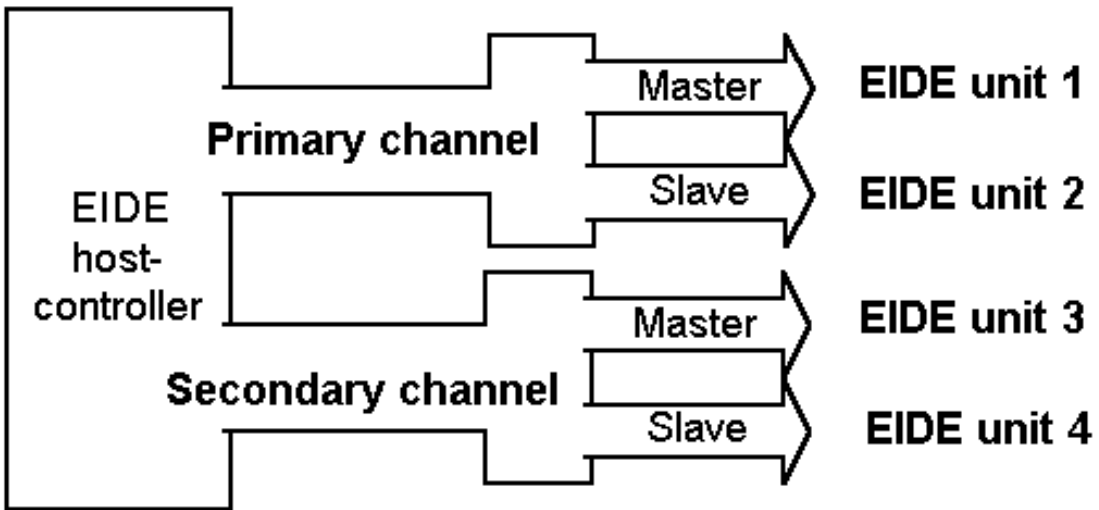 EIDE
host-
controller
Primary channel
Master
EIDE unit 1
Slave
EIDE unit 2
Secondary channel
Master
EIDE unit 3
Slave
EIDE unit 4